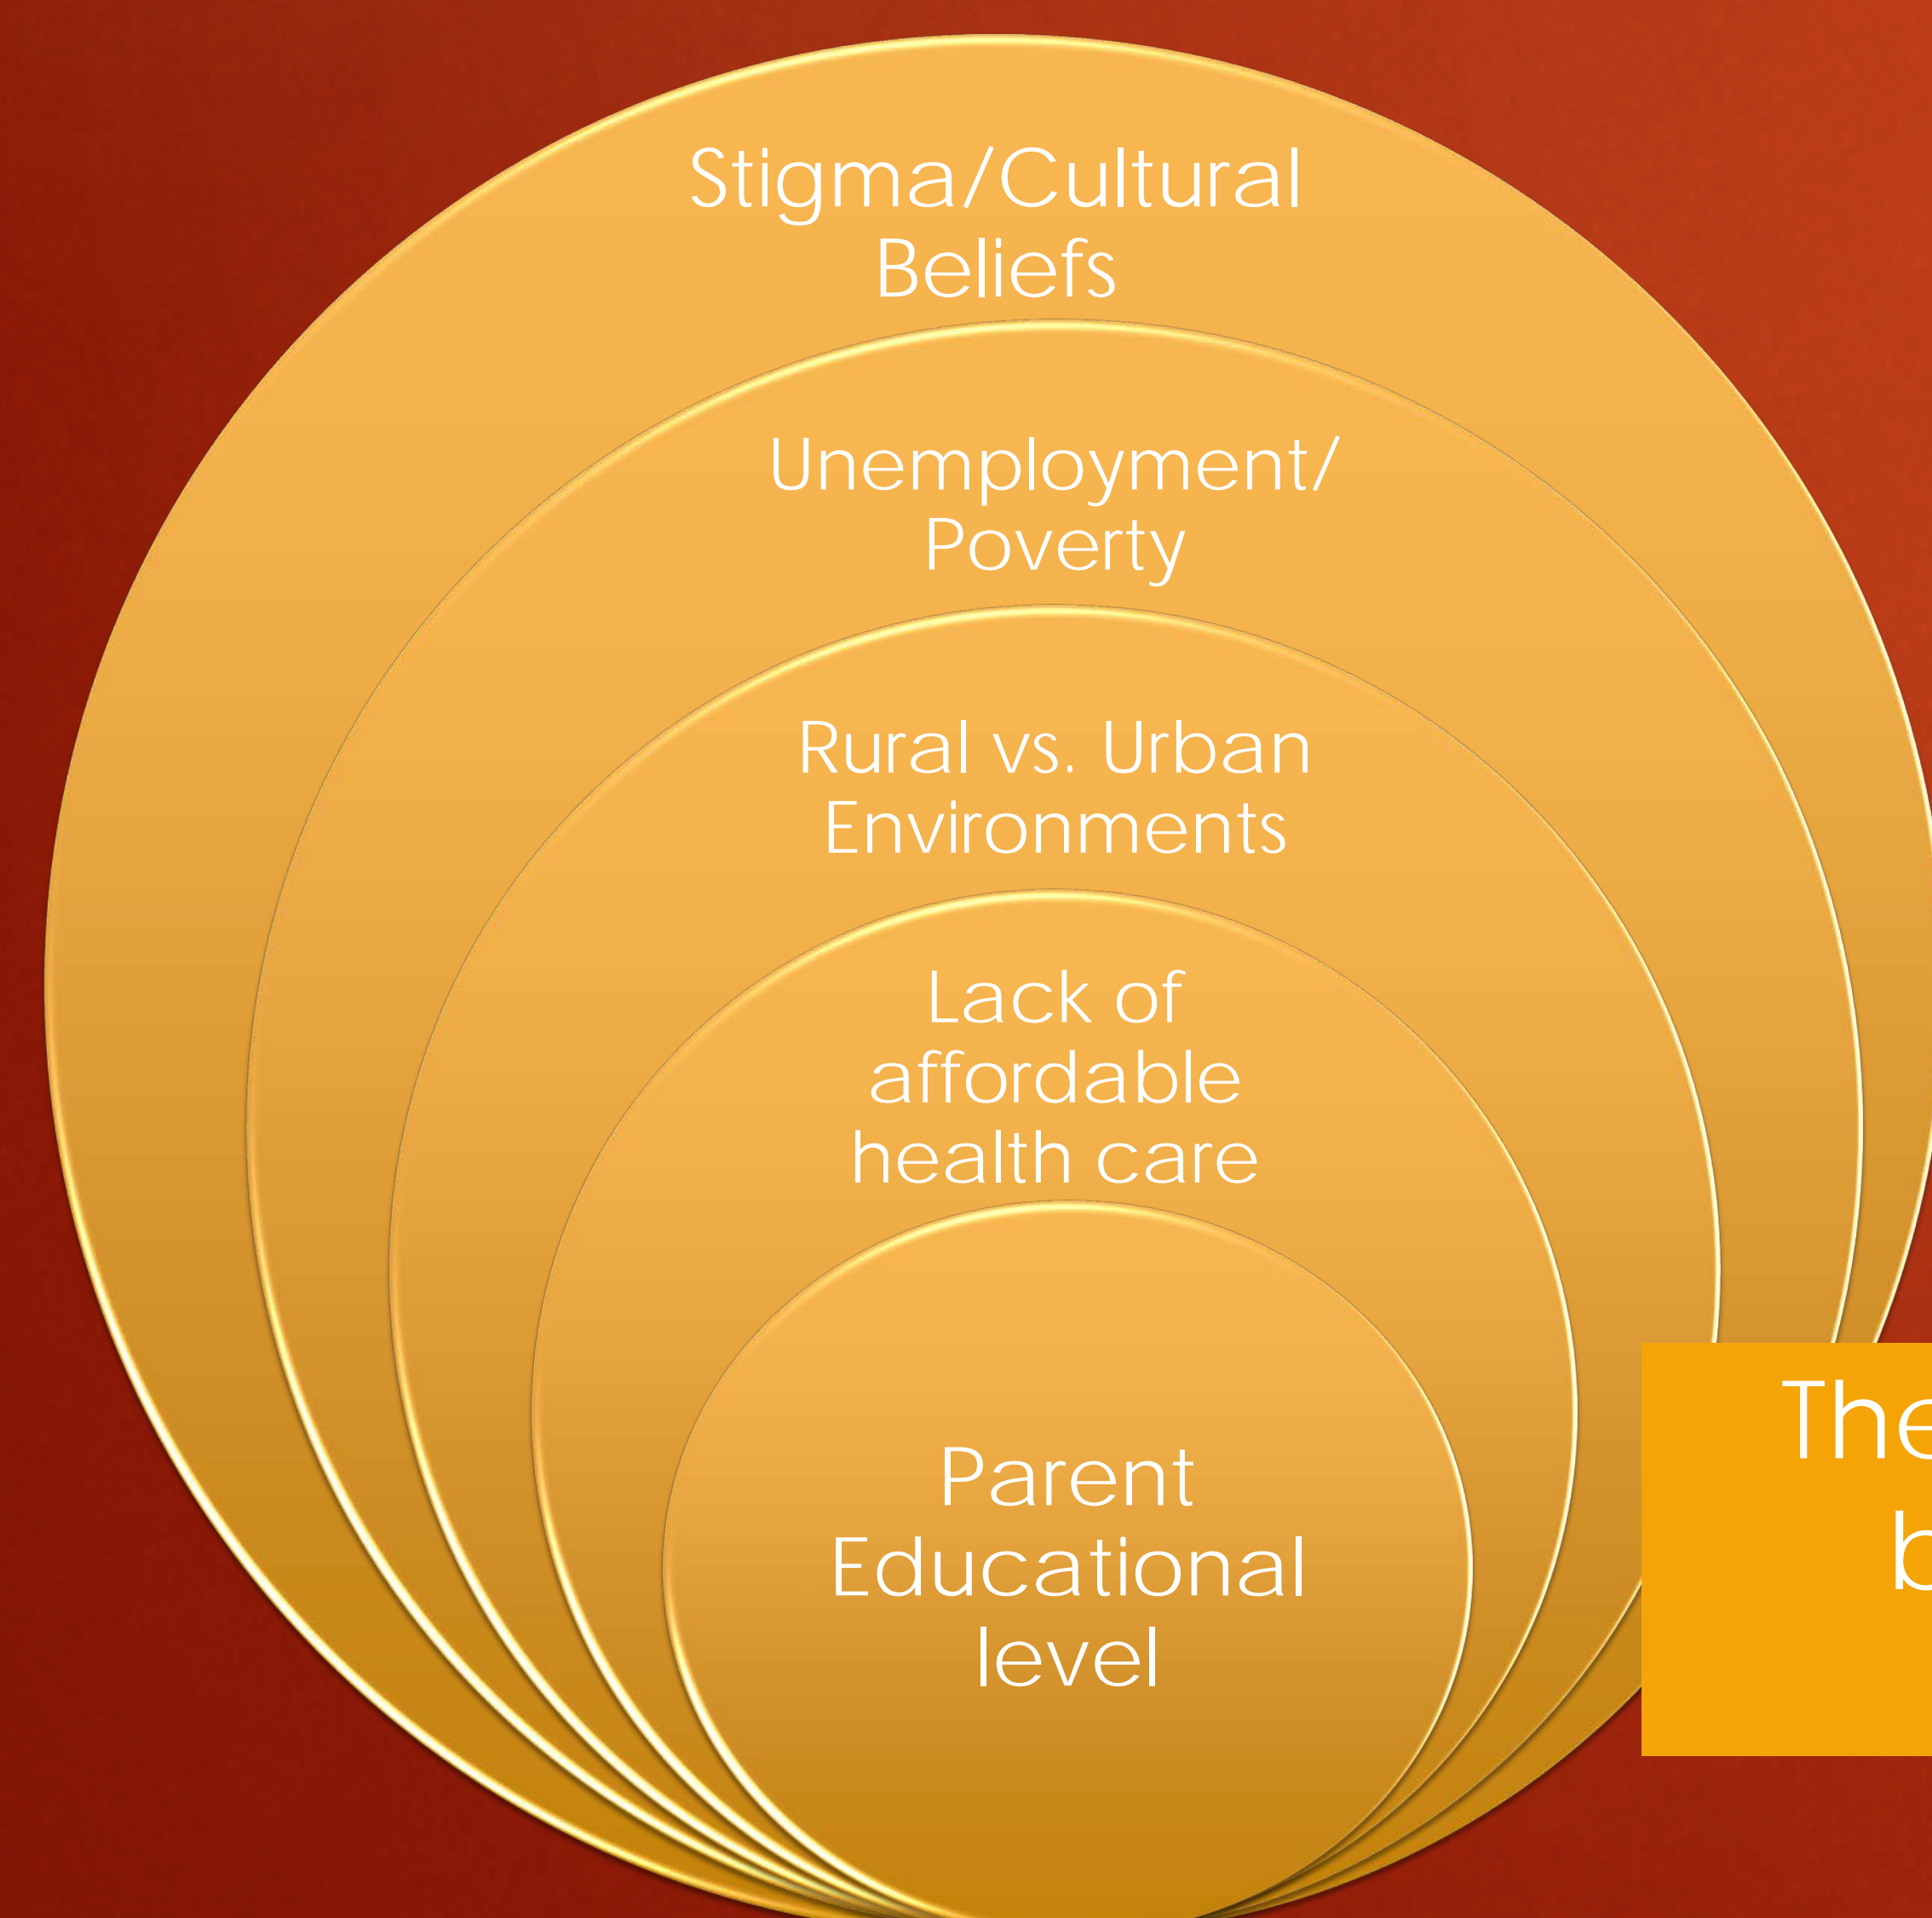 Stigma/Cultural
Beliefs
Unemployment/
Poverty
Rural vs. Urban
Environments
Lack of
affordable
health care
Parent
Educational
level